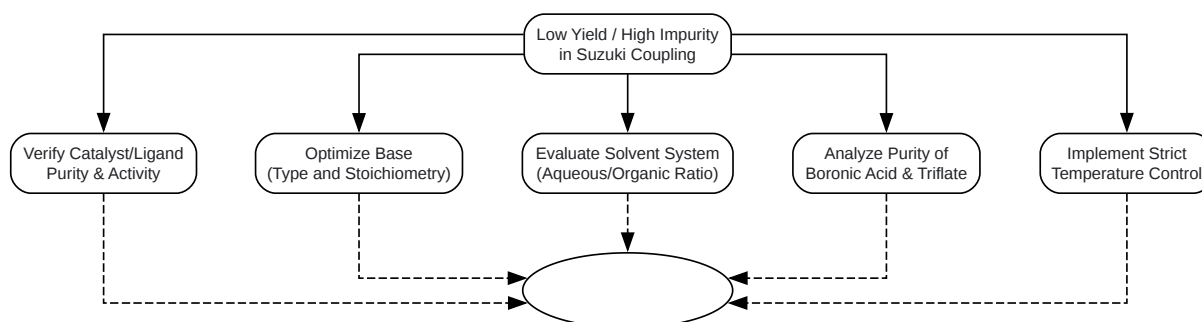 Low Yield / High Impurity
in Suzuki Coupling
Verify Catalyst/Ligand
Purity & Activity
Optimize Base
(Type and Stoichiometry)
Evaluate Solvent System
(Aqueous/Organic Ratio)
Analyze Purity of
Boronic Acid & Triflate
Implement Strict
Temperature Control